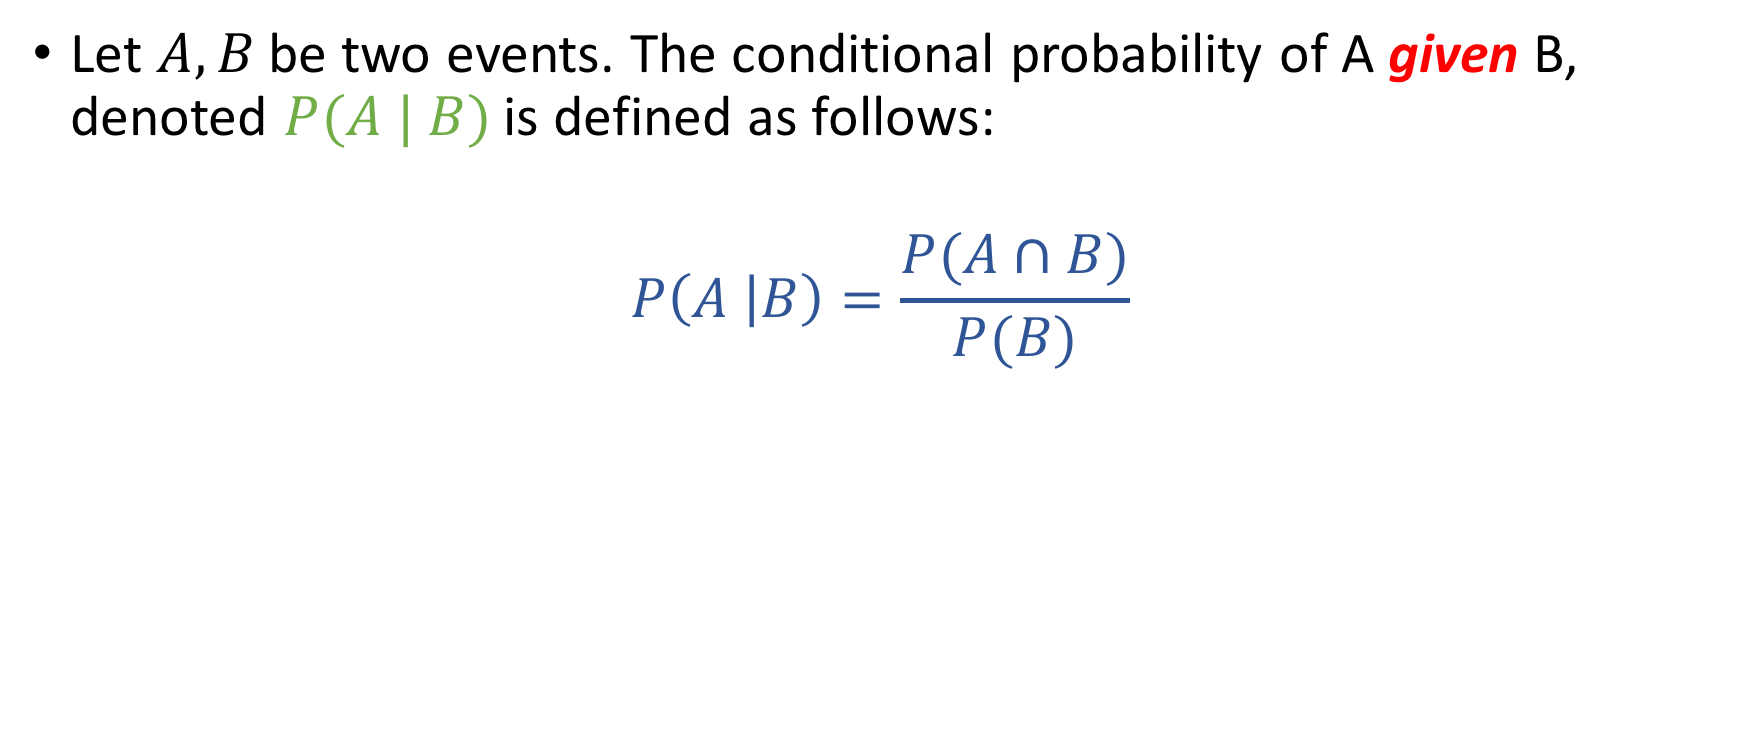 • Let A, B be two events. The conditional probability of A given B,
denoted P(A | B) is defined as follows:
P(A |B) = P(A ∩ B) / P(B)